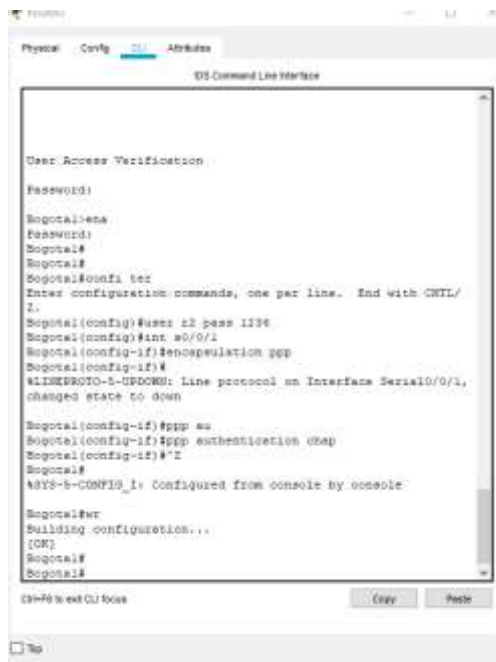 Physical Config CLI Attributes
IOS Command Line Interface
User Access Verification
Password:
Bogota1>ena
Password:
Bogota1#
Bogota1#
Bogota1#confi ter
Enter configuration commands, one per line. End with CNTL/
Z.
Bogota1(config)#user r2 pass 1234
Bogota1(config)#int s0/0/1
Bogota1(config-if)#encapsulation ppp
Bogota1(config-if)#
%LINEPROTO-5-UPDOWN: Line protocol on Interface Serial0/0/1,
changed state to down
Bogota1(config-if)#ppp au
Bogota1(config-if)#ppp authentication chap
Bogota1(config-if)#^Z
Bogota1#
%SYS-5-CONFIG_I: Configured from console by console
Bogota1#wr
Building configuration...
[OK]
Bogota1#
Bogota1#
Ctrl+F6 to exit CLI focus
Copy Paste
Top